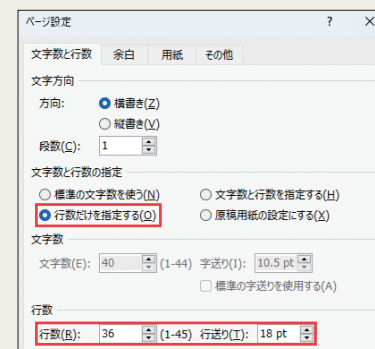 ページ設定 ? ×
文字数と行数 余白 用紙 その他
文字方向
方向: 横書き(Z)
縦書き(V)
段数(C): 1
文字数と行数の指定
標準の文字数を使う(N) 文字数と行数を指定する(H)
行数だけを指定する(O) 原稿用紙の設定にする(X)
文字数
文字数(E): 40 (1-44) 字送り(I): 10.5 pt
標準の字送りを使用する(A)
行数
行数(R): 36 (1-45) 行送り(T): 18 pt